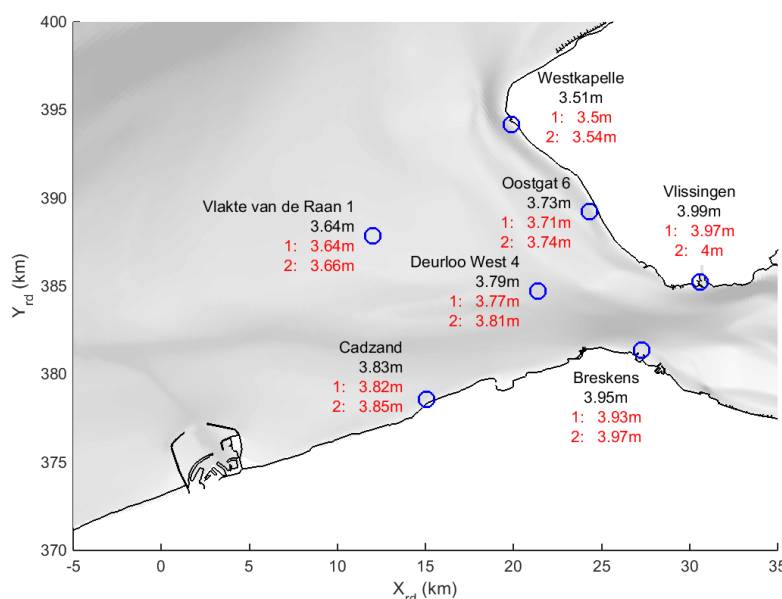 400
395
390
385
380
375
370
Y_rd (km)
Westkapelle
3.51m
1: 3.5m
2: 3.54m
Oostgat 6
3.73m
1: 3.71m
2: 3.74m
Vlissingen
3.99m
1: 3.97m
2: 4m
Vlakte van de Raan 1
3.64m
1: 3.64m
2: 3.66m
Deurloo West 4
3.79m
1: 3.77m
2: 3.81m
Cadzand
3.83m
1: 3.82m
2: 3.85m
Breskens
3.95m
1: 3.93m
2: 3.97m
-5 0 5 10 15 20 25 30 35
X_rd (km)